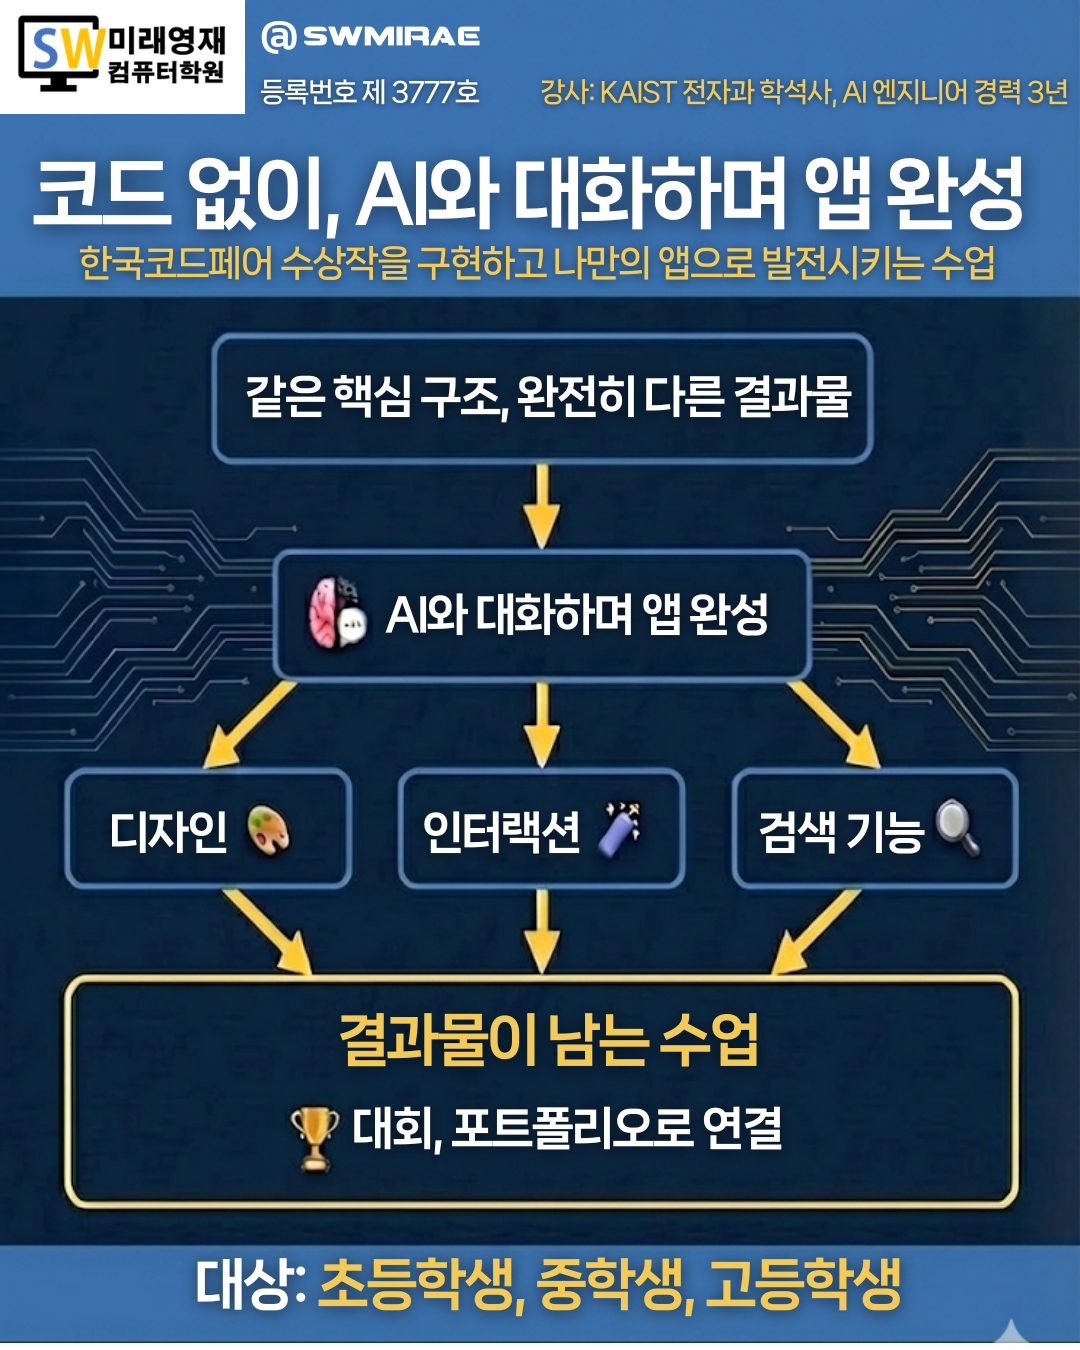 SW미래영재
컴퓨터학원
@SWMIRAE
등록번호 제 3777호
강사: KAIST 전자과 학석사, AI 엔지니어 경력 3년
코드 없이, AI와 대화하며 앱 완성
한국코드페어 수상작을 구현하고 나만의 앱으로 발전시키는 수업
같은 핵심 구조, 완전히 다른 결과물
AI와 대화하며 앱 완성
디자인
인터랙션
검색 기능
결과물이 남는 수업
대회, 포트폴리오로 연결
대상: 초등학생, 중학생, 고등학생